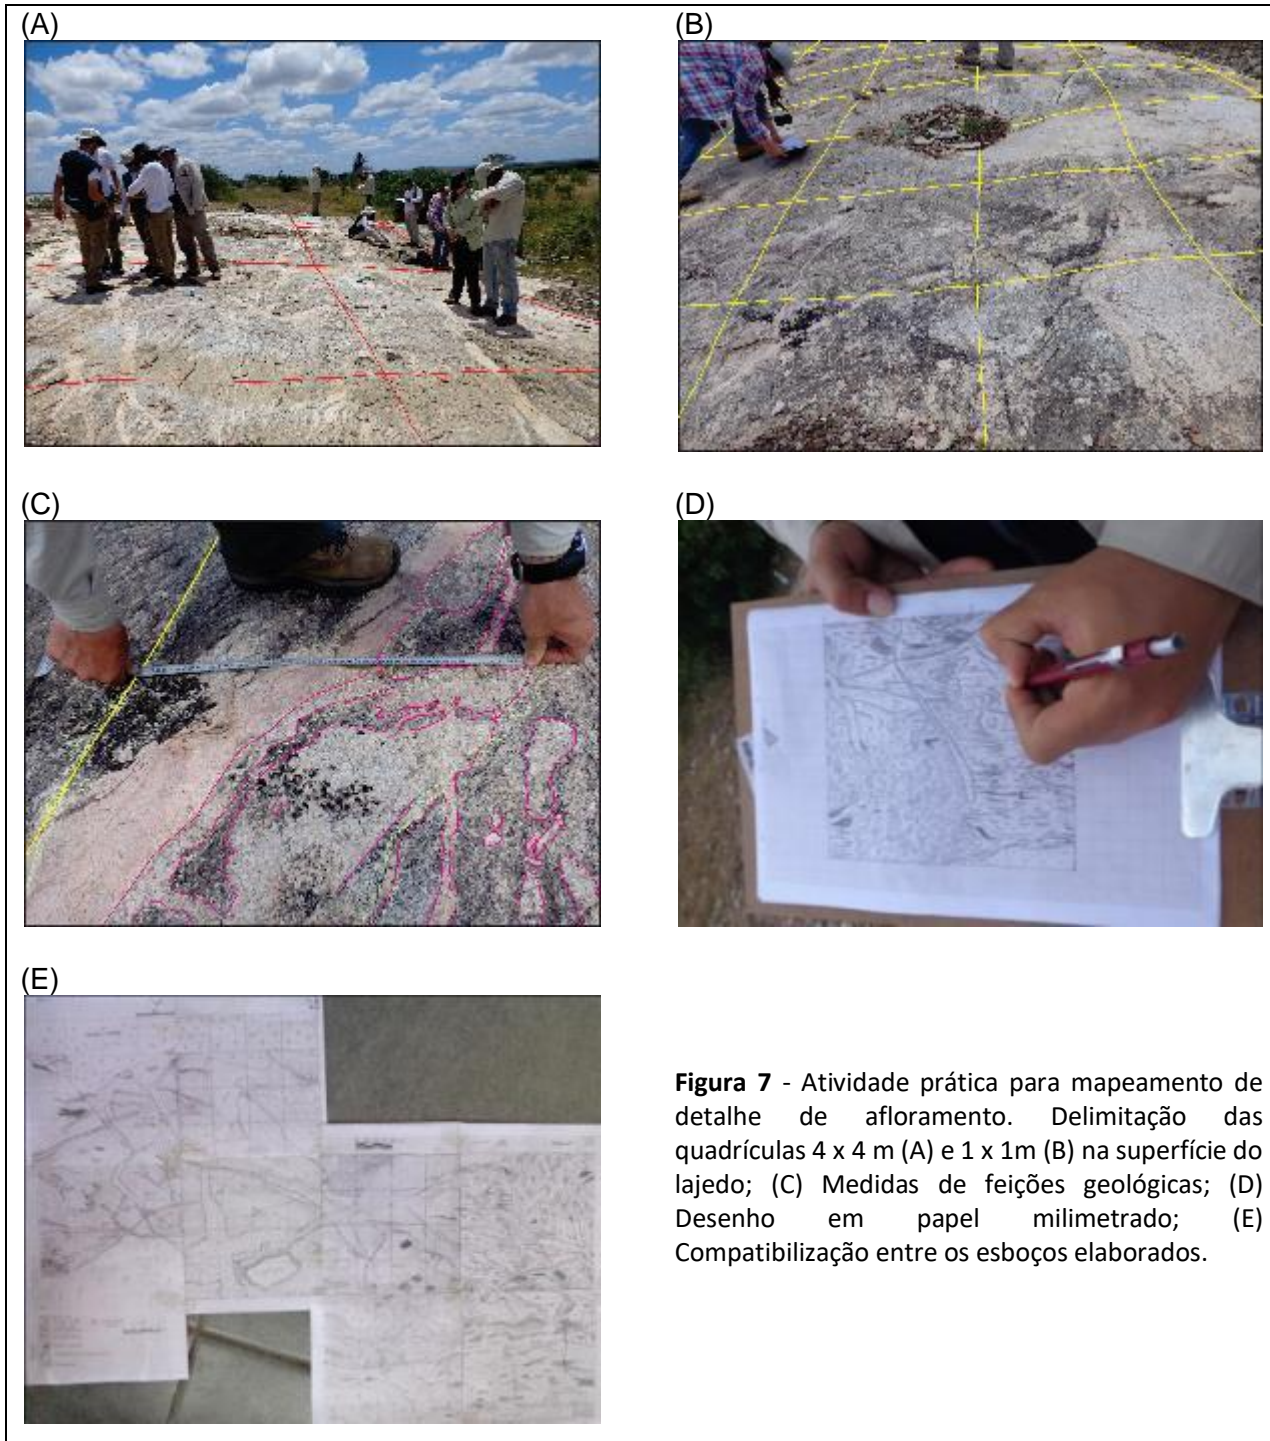 (A)
(B)
(C)
(D)
(E)
Figura 7 - Atividade prática para mapeamento de
detalhe de afloramento. Delimitação das
quadrículas 4 x 4 m (A) e 1 x 1m (B) na superfície do
lajedo; (C) Medidas de feições geológicas; (D)
Desenho em papel milimetrado; (E)
Compatibilização entre os esboços elaborados.